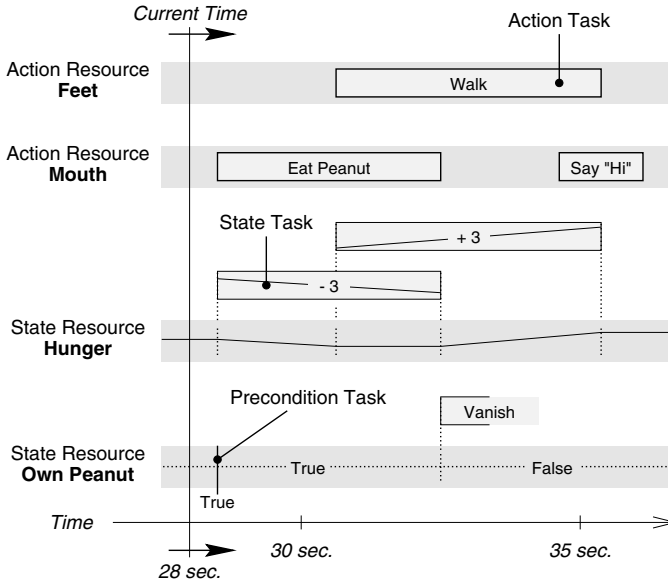 Current Time
Action Task
Action Resource
Feet
Walk
Action Resource
Mouth
Eat Peanut
Say "Hi"
State Task
+ 3
- 3
State Resource
Hunger
Precondition Task
Vanish
State Resource
Own Peanut
True
False
True
Time
30 sec.
35 sec.
28 sec.